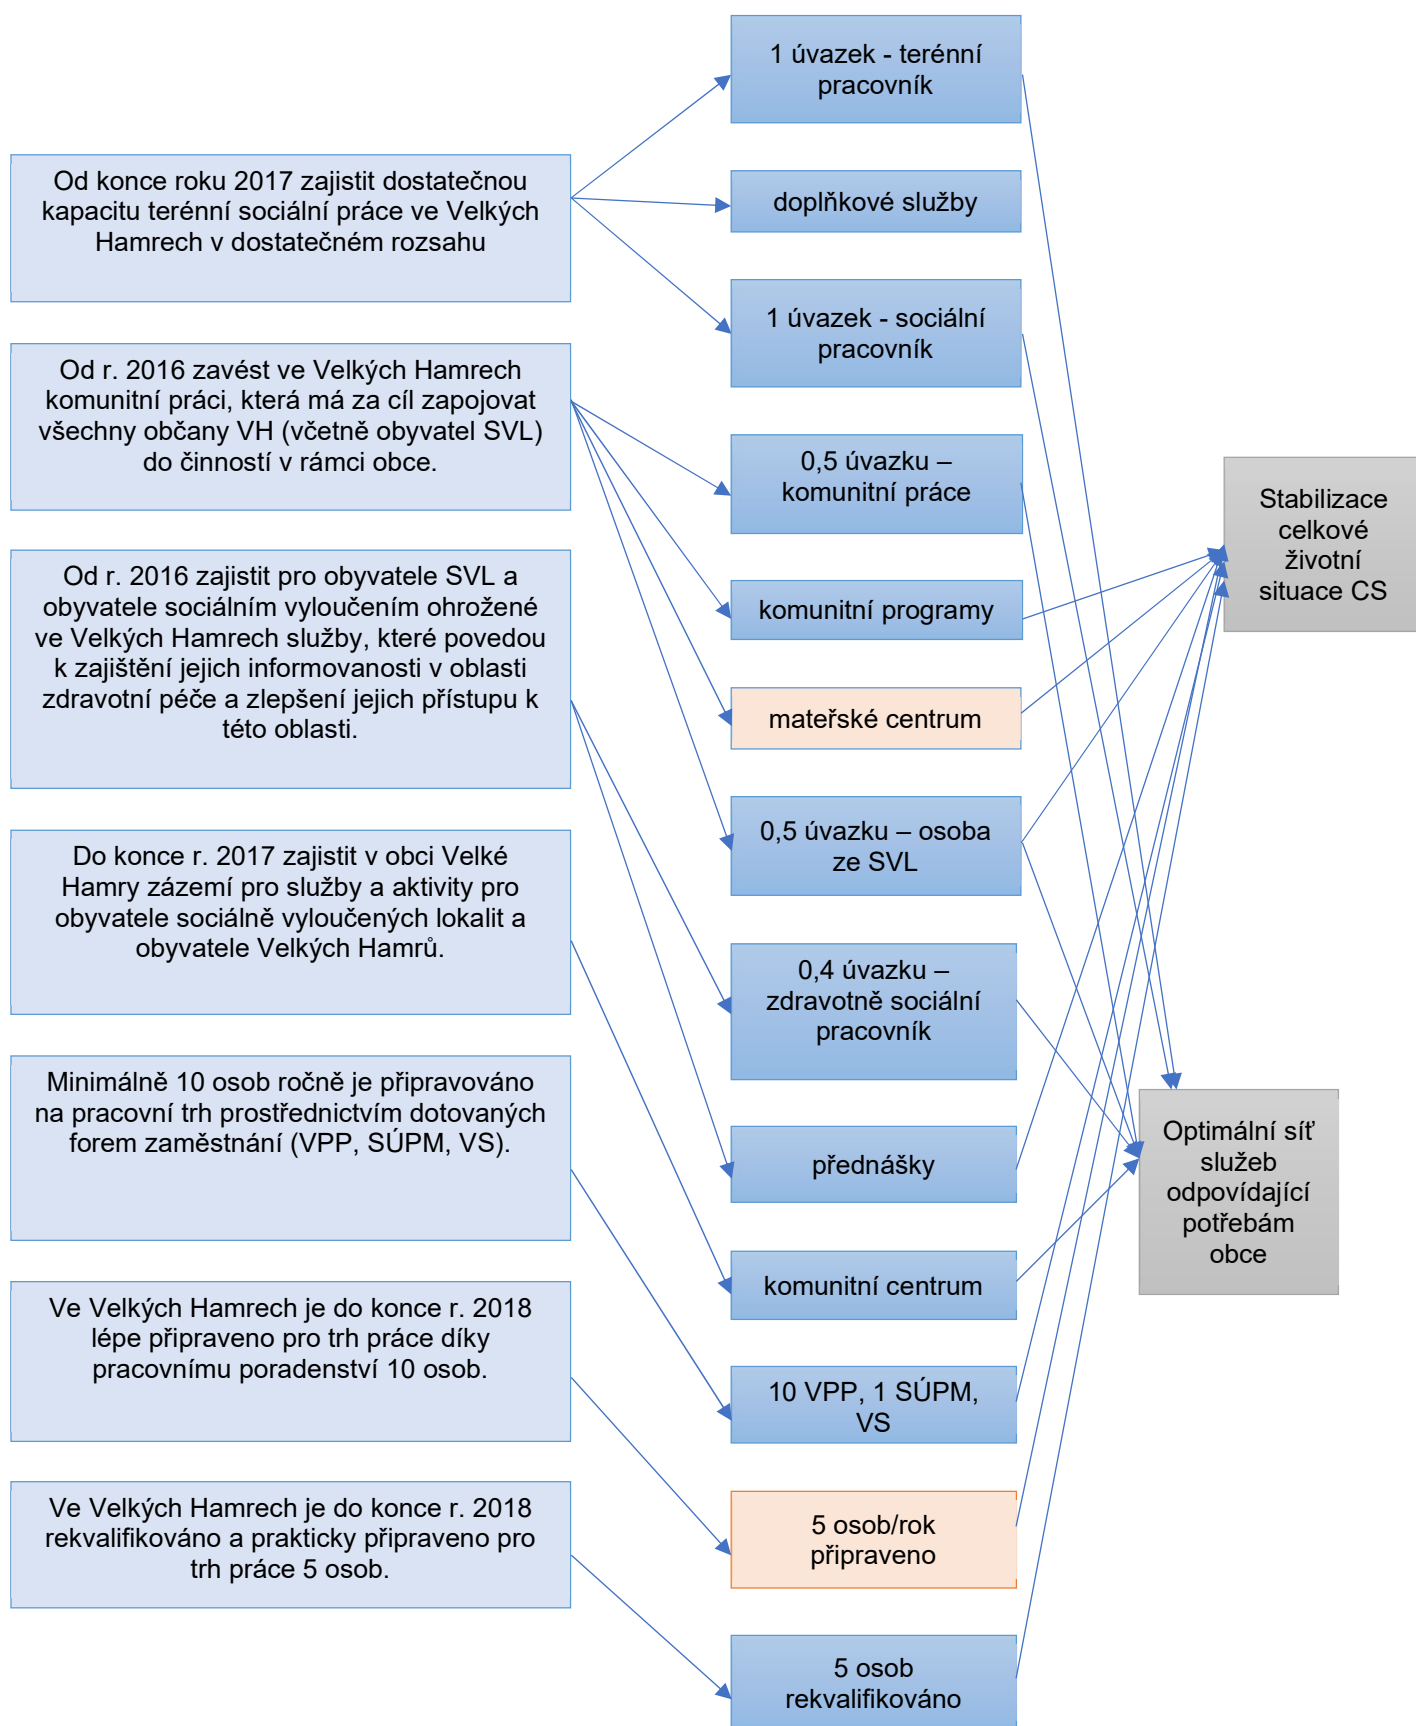 Od konce roku 2017 zajistit dostatečnou
kapacitu terénní sociální práce ve Velkých
Hamrech v dostatečném rozsahu
Od r. 2016 zavést ve Velkých Hamrech
komunitní práci, která má za cíl zapojovat
všechny občany VH (včetně obyvatel SVL)
do činností v rámci obce.
Od r. 2016 zajistit pro obyvatele SVL a
obyvatele sociálním vyloučením ohrožené
ve Velkých Hamrech služby, které povedou
k zajištění jejich informovanosti v oblasti
zdravotní péče a zlepšení jejich přístupu k
této oblasti.
Do konce r. 2017 zajistit v obci Velké
Hamry zázemí pro služby a aktivity pro
obyvatele sociálně vyloučených lokalit a
obyvatele Velkých Hamrů.
Minimálně 10 osob ročně je připravováno
na pracovní trh prostřednictvím dotovaných
forem zaměstnání (VPP, SÚPM, VS).
Ve Velkých Hamrech je do konce r. 2018
lépe připraveno pro trh práce díky
pracovnímu poradenství 10 osob.
Ve Velkých Hamrech je do konce r. 2018
rekvalifikováno a prakticky připraveno pro
trh práce 5 osob.
1 úvazek - terénní
pracovník
doplňkové služby
1 úvazek - sociální
pracovník
0,5 úvazku –
komunitní práce
komunitní programy
mateřské centrum
0,5 úvazku – osoba
ze SVL
0,4 úvazku –
zdravotně sociální
pracovník
přednášky
komunitní centrum
10 VPP, 1 SÚPM,
VS
5 osob/rok
připraveno
5 osob
rekvalifikováno
Stabilizace
celkové
životní
situace CS
Optimální síť
služeb
odpovídající
potřebám
obce